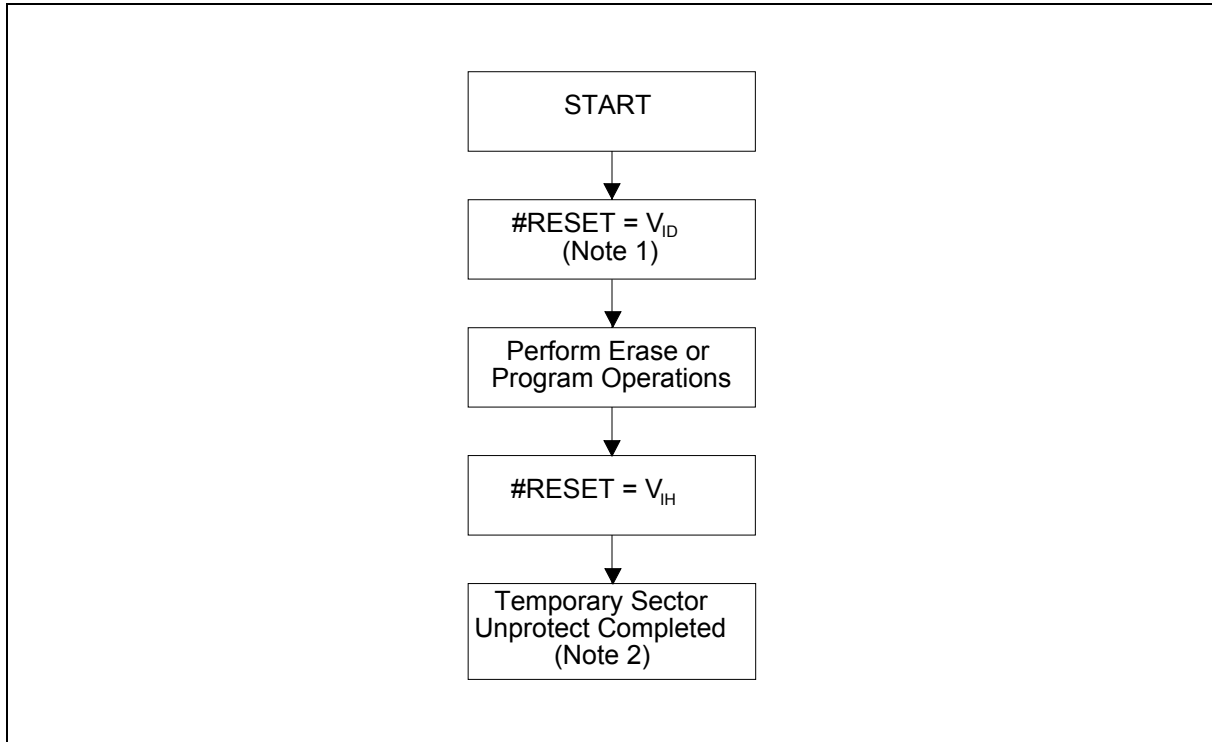 START
#RESET = VID
(Note 1)
Perform Erase or
Program Operations
#RESET = VIH
Temporary Sector
Unprotect Completed
(Note 2)